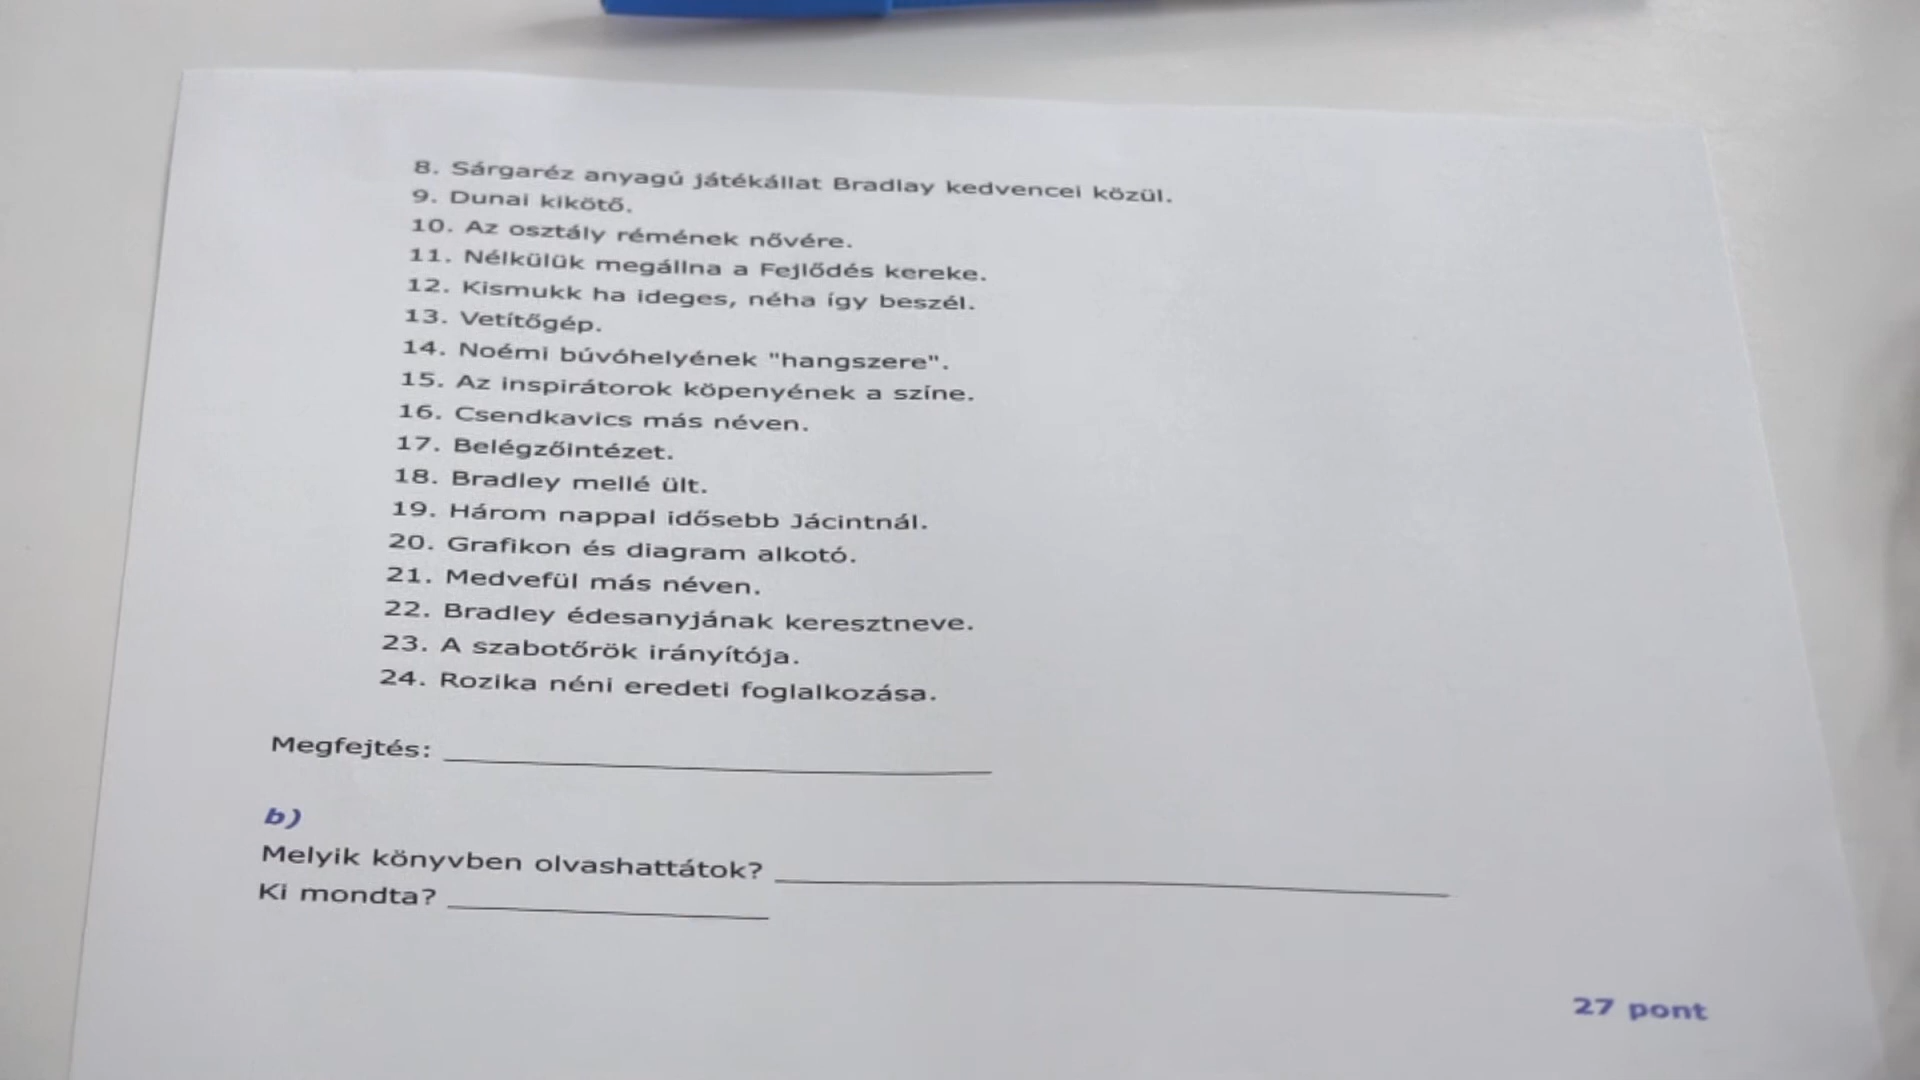 8. Sárgaréz anyagú játékállat Bradlay kedvencei közül.
9. Dunai kikötő.
10. Az osztály rémének nővére.
11. Nélkülük megállna a Fejlődés kereke.
12. Kismukk ha ideges, néha így beszél.
13. Vetítőgép.
14. Noémi búvóhelyének "hangszere".
15. Az inspirátorok köpenyének a színe.
16. Csendkavics más néven.
17. Belégzőintézet.
18. Bradley mellé ült.
19. Három nappal idősebb Jácintnál.
20. Grafikon és diagram alkotó.
21. Medvefül más néven.
22. Bradley édesanyjának keresztneve.
23. A szabotőrök irányítója.
24. Rozika néni eredeti foglalkozása.
Megfejtés:
b)
Melyik könyvben olvashattátok?
Ki mondta?
27 pont